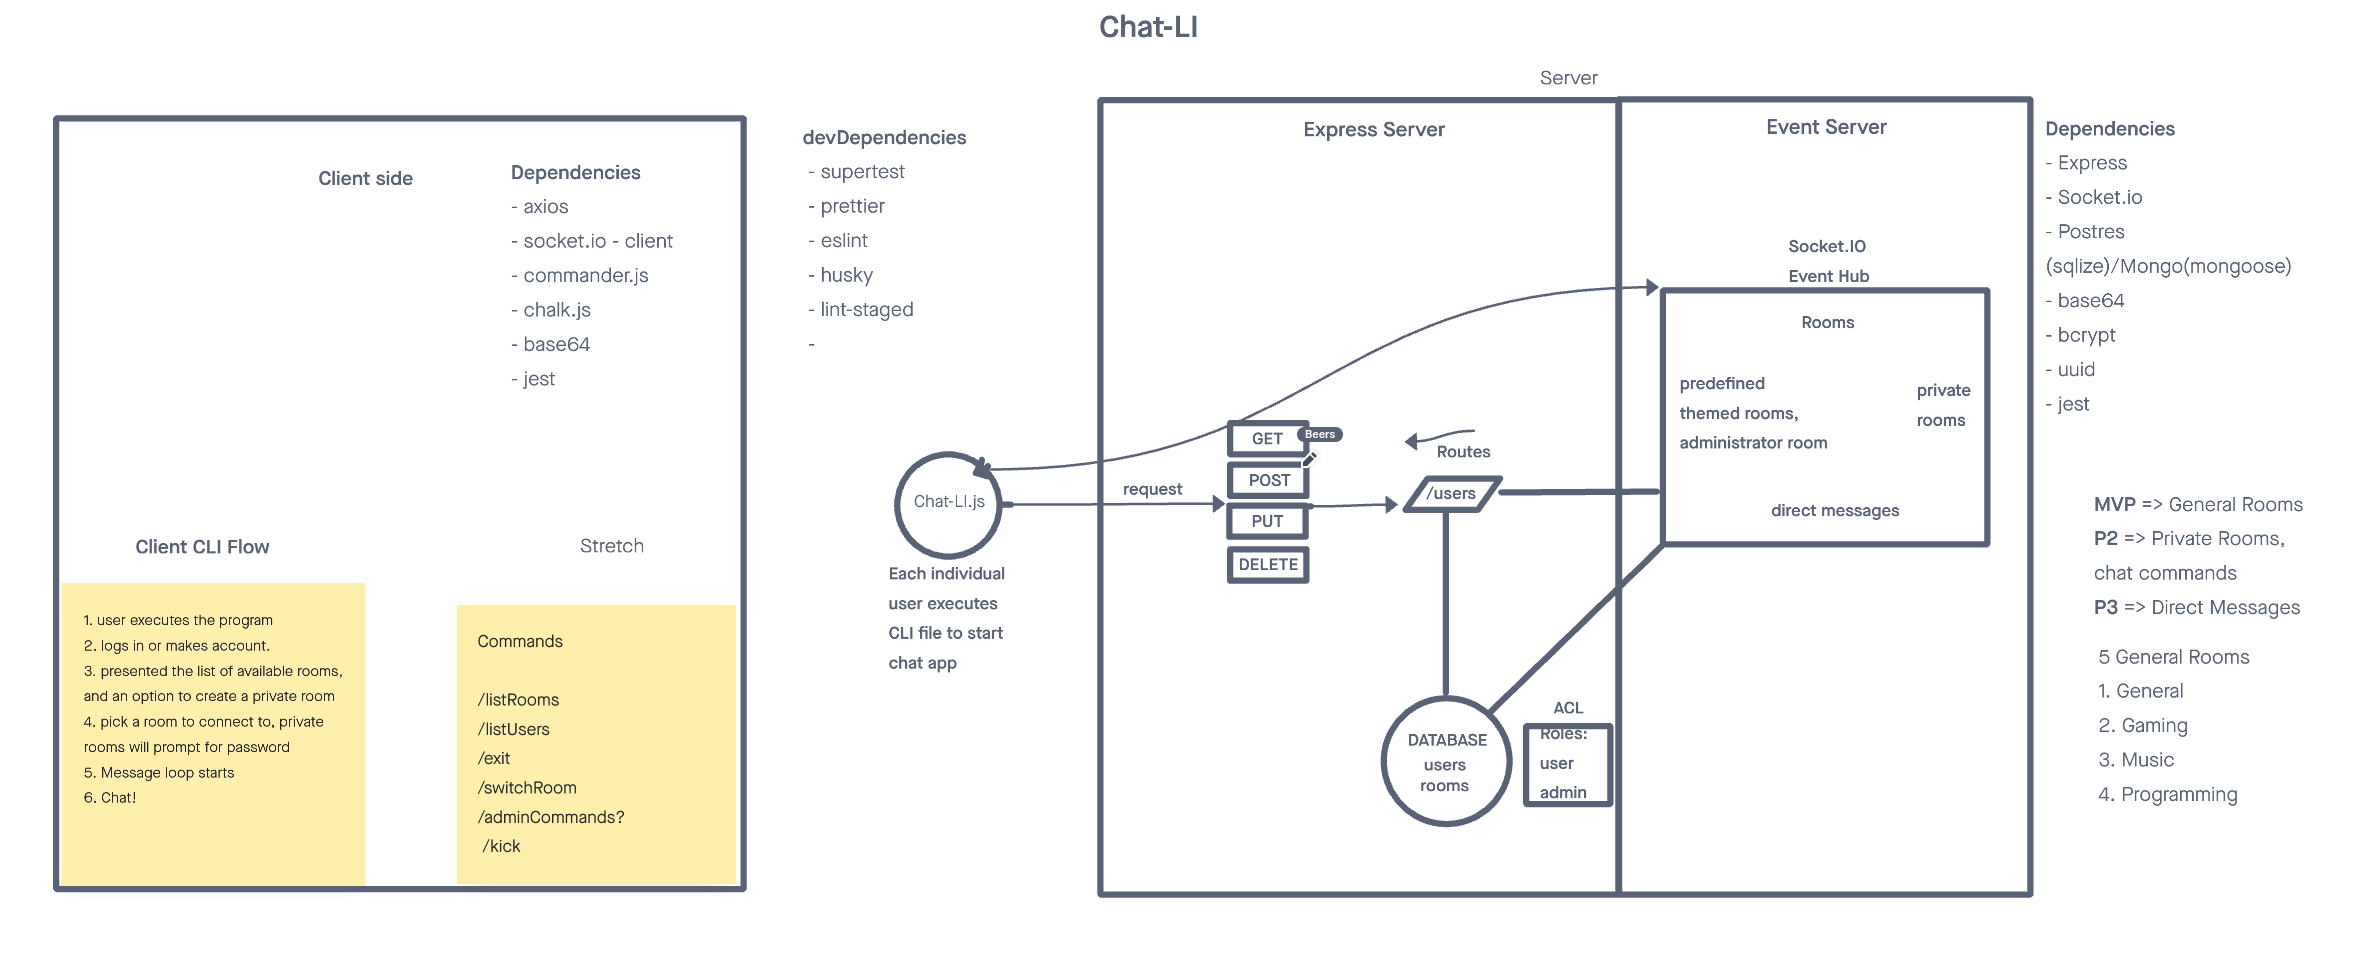 Chat-LI
Server
Client side
Dependencies
- axios
- socket.io - client
- commander.js
- chalk.js
- base64
- jest
Client CLI Flow
1. user executes the program
2. logs in or makes account.
3. presented the list of available rooms,
and an option to create a private room
4. pick a room to connect to, private
rooms will prompt for password
5. Message loop starts
6. Chat!
Stretch
Commands
/listRooms
/listUsers
/exit
/switchRoom
/adminCommands?
/kick
devDependencies
- supertest
- prettier
- eslint
- husky
- lint-staged
-
Chat-LI.js
Each individual
user executes
CLI file to start
chat app
Express Server
request
GET
Beers
POST
PUT
DELETE
Routes
/users
DATABASE
users
rooms
ACL
Roles:
user
admin
Event Server
Socket.IO
Event Hub
Rooms
predefined
themed rooms,
administrator room
private
rooms
direct messages
Dependencies
- Express
- Socket.io
- Postres
(sqlize)/Mongo(mongoose)
- base64
- bcrypt
- uuid
- jest
MVP => General Rooms
P2 => Private Rooms,
chat commands
P3 => Direct Messages
5 General Rooms
1. General
2. Gaming
3. Music
4. Programming